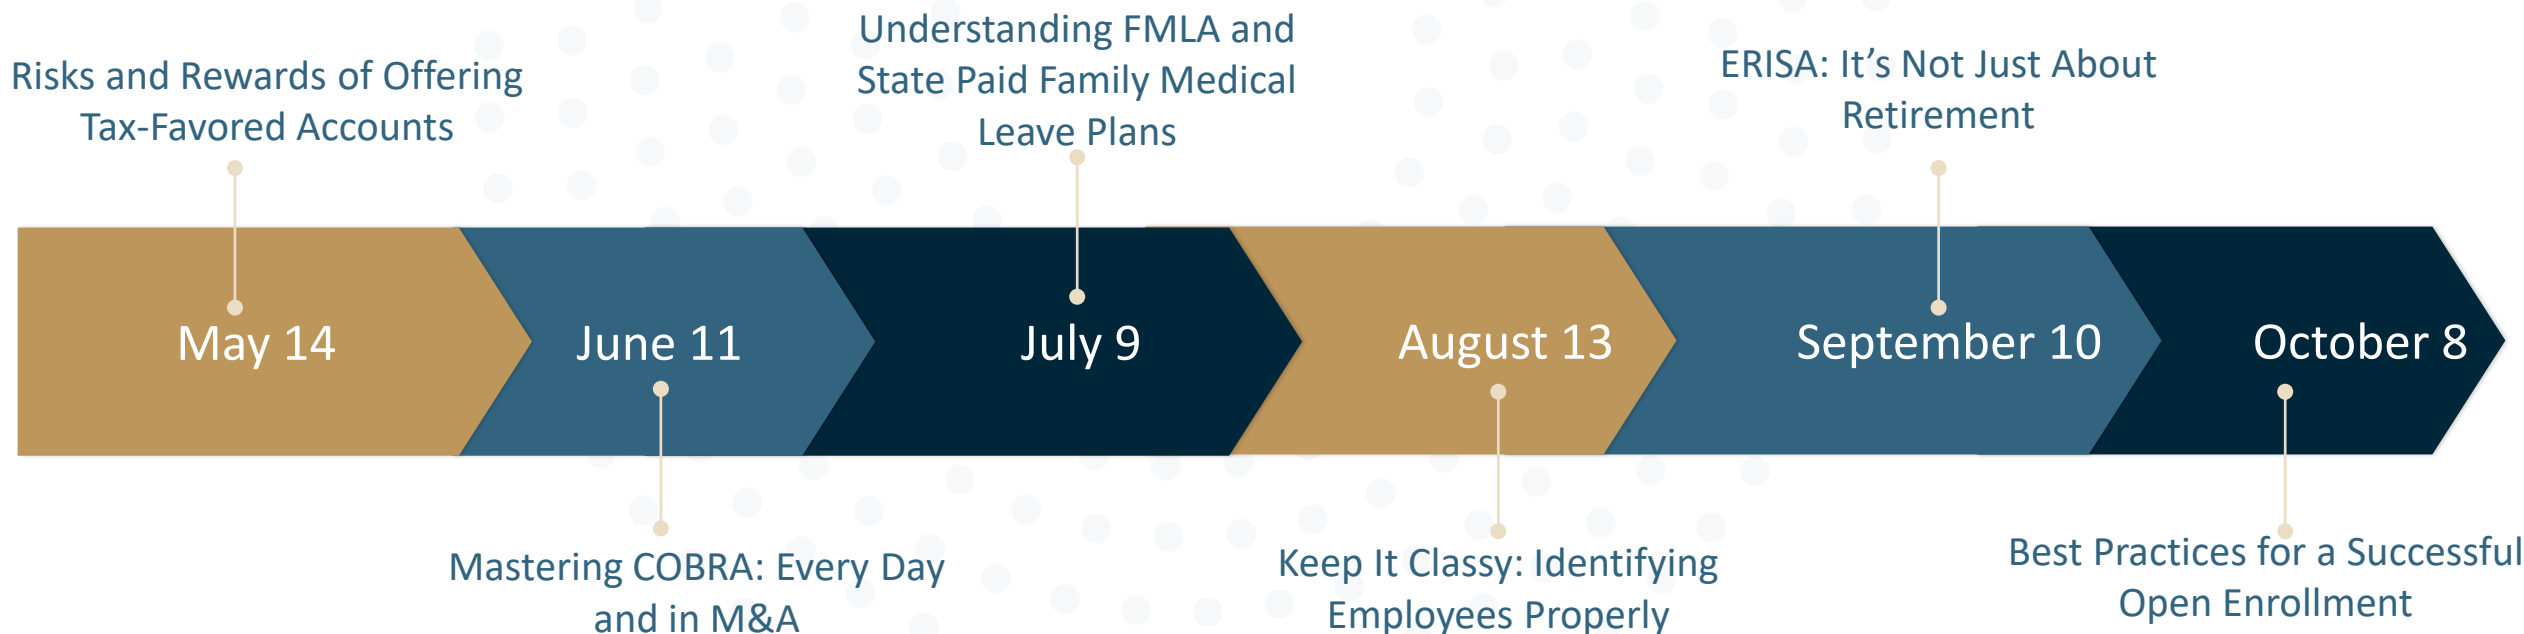 Risks and Rewards of Offering
Tax-Favored Accounts
Understanding FMLA and
State Paid Family Medical
Leave Plans
ERISA: It’s Not Just About
Retirement
May 14
June 11
July 9
August 13
September 10
October 8
Mastering COBRA: Every Day
and in M&A
Keep It Classy: Identifying
Employees Properly
Best Practices for a Successful
Open Enrollment